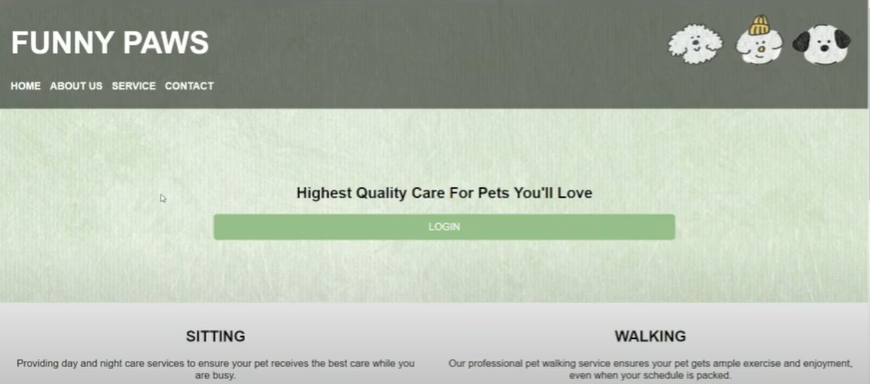 FUNNY PAWS
HOME ABOUT US SERVICE CONTACT
Highest Quality Care For Pets You'll Love
LOGIN
SITTING
Providing day and night care services to ensure your pet receives the best care while you
are busy.
WALKING
Our professional pet walking service ensures your pet gets ample exercise and enjoyment,
even when your schedule is packed.